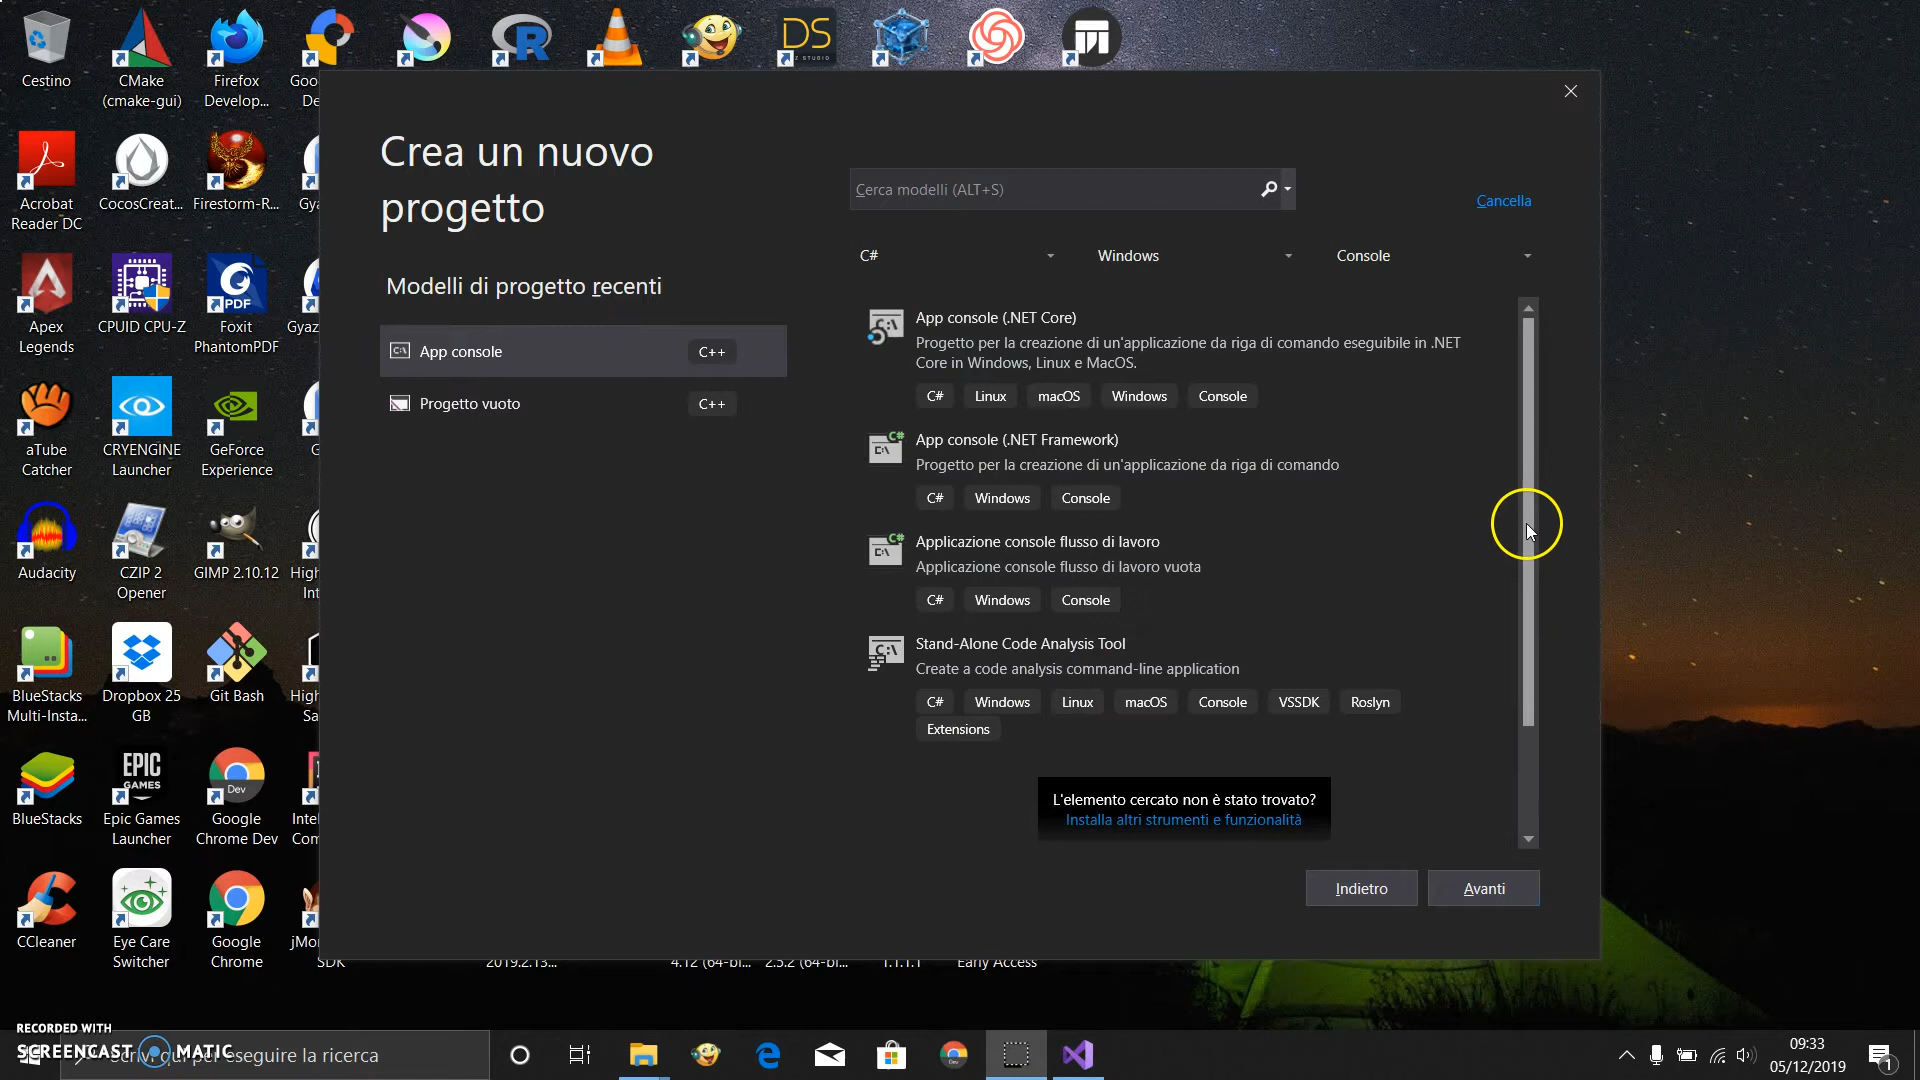 Cestino
CMake
(cmake-gui)
Firefox
Develop...
Goo
De
DS
Z STUDIO
Acrobat
Reader DC
CocosCreat...
Firestorm-R...
Gya
Apex
Legends
CPUID CPU-Z
PDF
Foxit
PhantomPDF
Gyaz
aTube
Catcher
CRYENGINE
Launcher
GeForce
Experience
G
Audacity
CZIP 2
Opener
GIMP 2.10.12
High
Int
BlueStacks
Multi-Insta...
Dropbox 25
GB
Git Bash
High
Sa
BlueStacks
EPIC
GAMES
Epic Games
Launcher
Dev
Google
Chrome Dev
Intel
Com
CCleaner
Eye Care
Switcher
Google
Chrome
jMo
SDK
2019.2.13...
4.12 (64-bi...
2.5.2 (64-bi...
1.1.1.1
Early Access
Crea un nuovo
progetto
Modelli di progetto recenti
App console
C++
Progetto vuoto
C++
Cerca modelli (ALT+S)
Cancella
C#
Windows
Console
App console (.NET Core)
Progetto per la creazione di un'applicazione da riga di comando eseguibile in .NET
Core in Windows, Linux e MacOS.
C# Linux macOS Windows Console
App console (.NET Framework)
Progetto per la creazione di un'applicazione da riga di comando
C# Windows Console
Applicazione console flusso di lavoro
Applicazione console flusso di lavoro vuota
C# Windows Console
Stand-Alone Code Analysis Tool
Create a code analysis command-line application
C# Windows Linux macOS Console VSSDK Roslyn
Extensions
L'elemento cercato non è stato trovato?
Installa altri strumenti e funzionalità
Indietro
Avanti
RECORDED WITH
SCREENCAST MATIC
Scrivi qui per eseguire la ricerca
09:33
05/12/2019
1